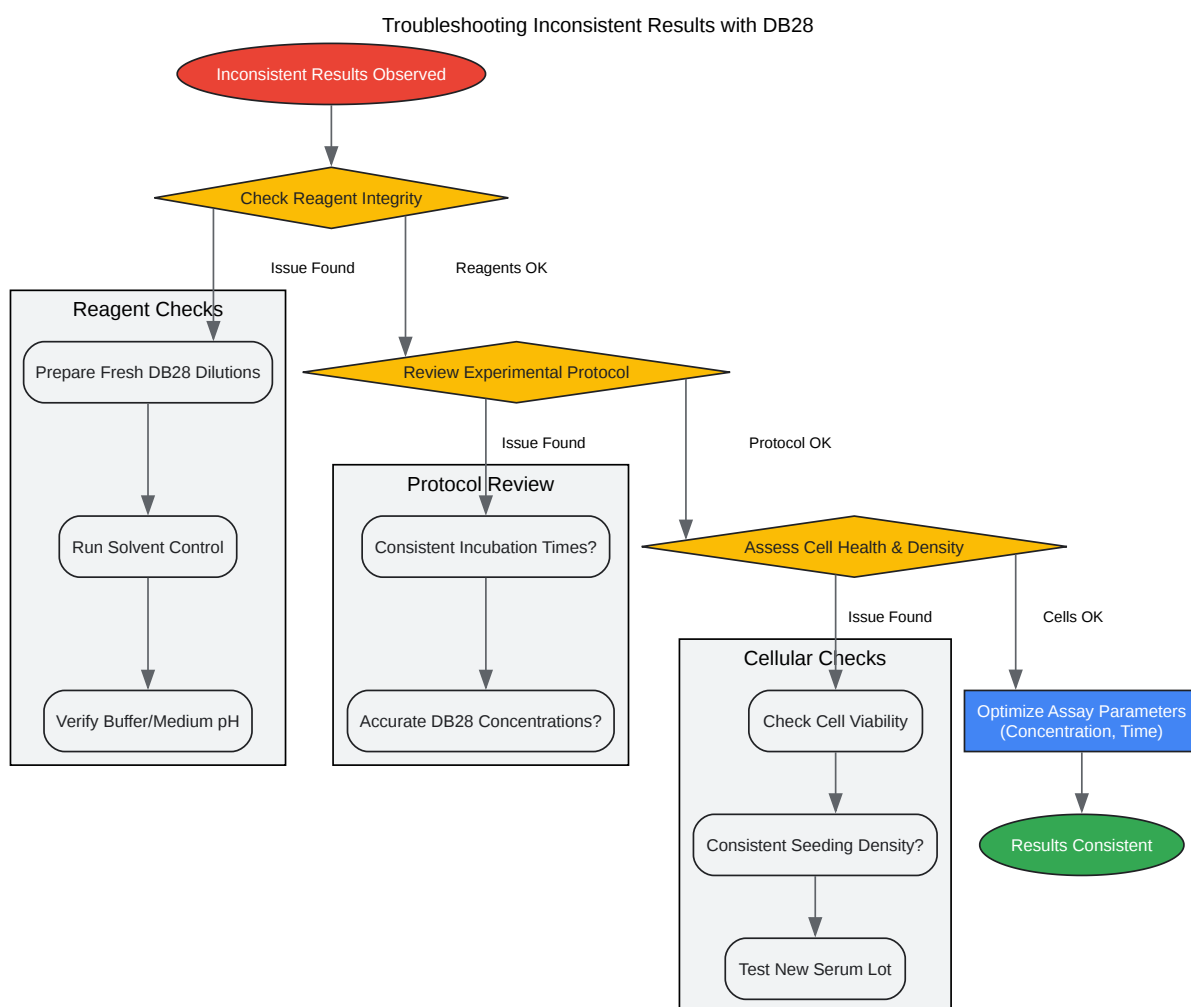 Troubleshooting Inconsistent Results with DB28
Inconsistent Results Observed
Check Reagent Integrity
Issue Found
Reagents OK
Reagent Checks
Prepare Fresh DB28 Dilutions
Review Experimental Protocol
Issue Found
Protocol OK
Protocol Review
Run Solvent Control
Consistent Incubation Times?
Assess Cell Health & Density
Issue Found
Cells OK
Cellular Checks
Verify Buffer/Medium pH
Accurate DB28 Concentrations?
Check Cell Viability
Optimize Assay Parameters
(Concentration, Time)
Consistent Seeding Density?
Results Consistent
Test New Serum Lot